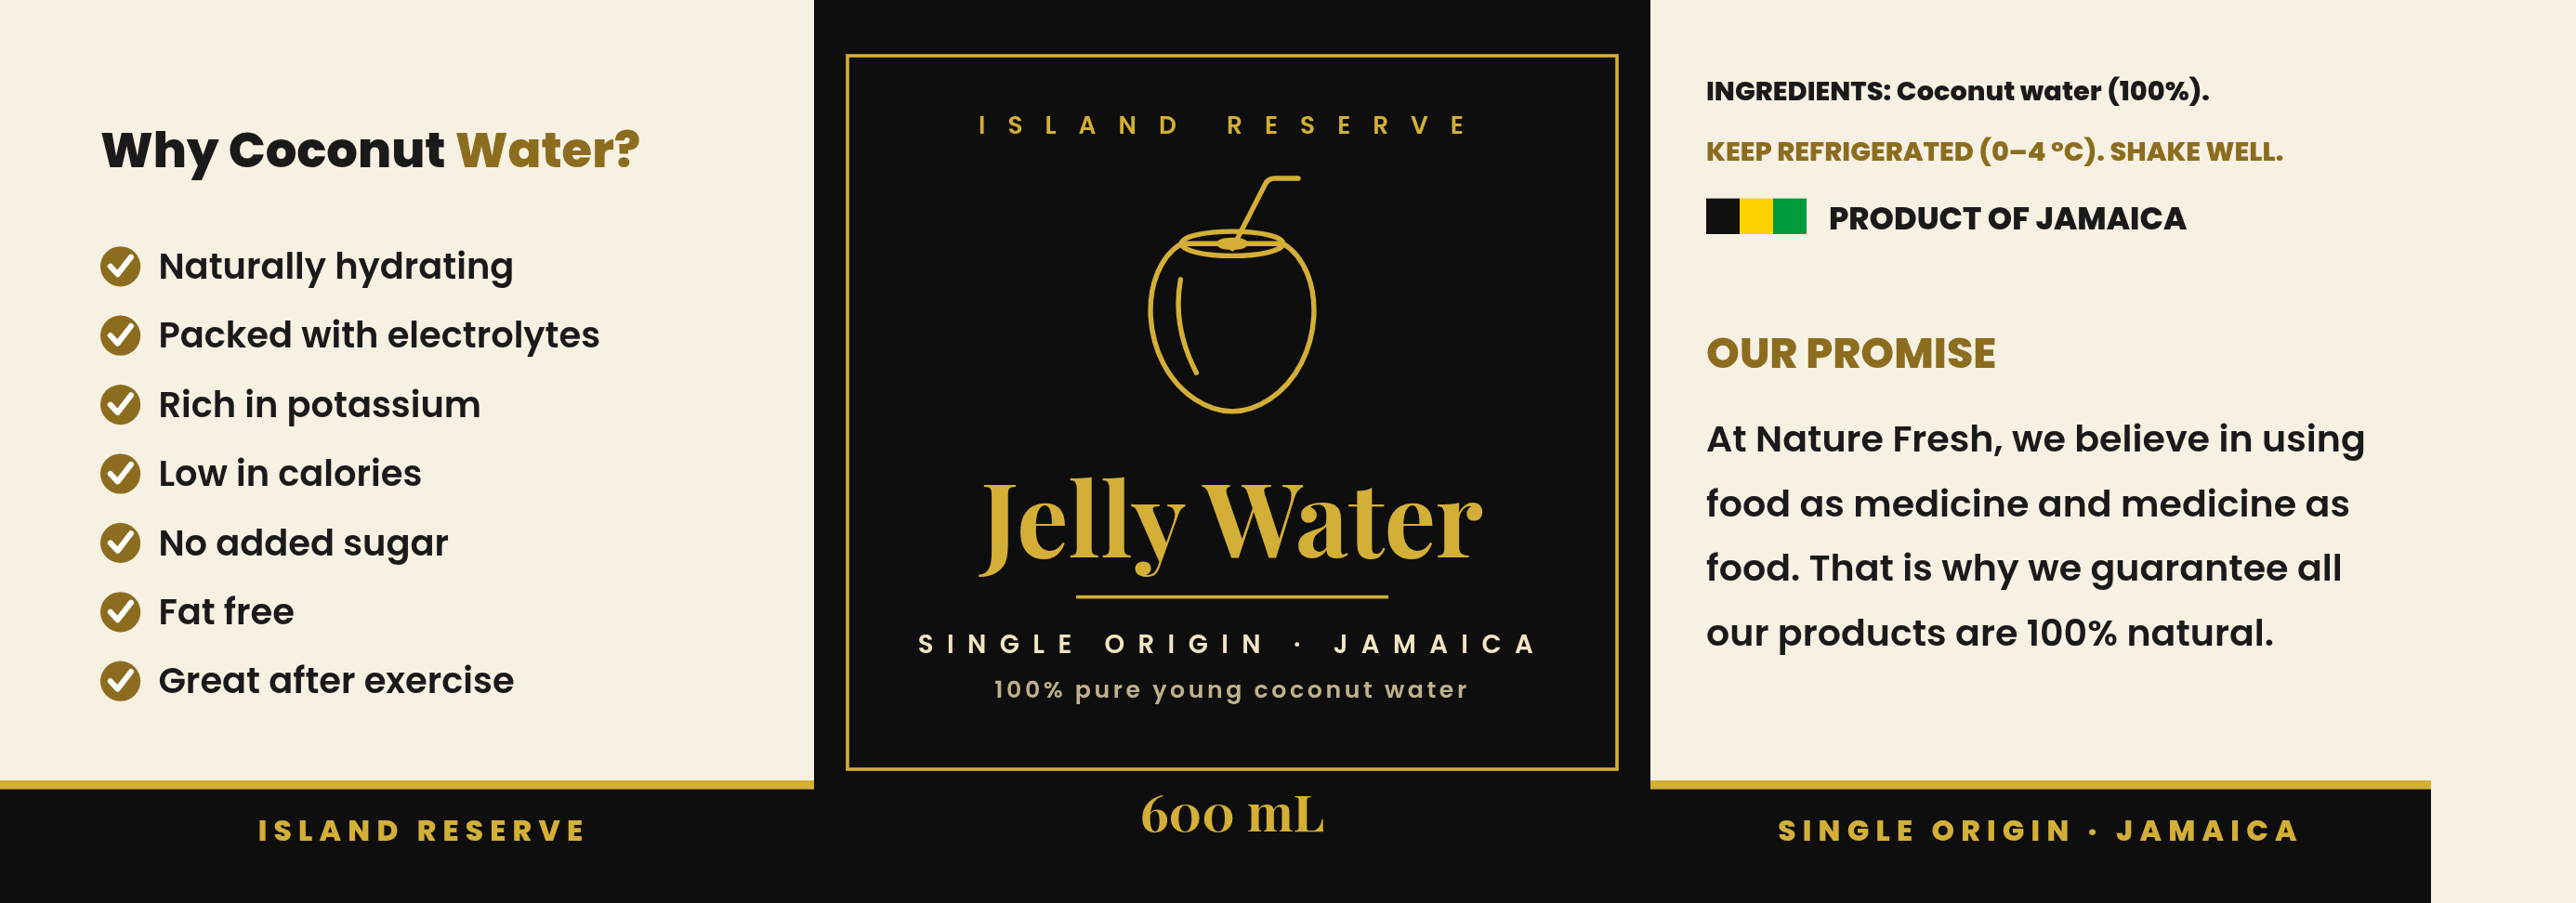 Why Coconut Water?
Naturally hydrating
Packed with electrolytes
Rich in potassium
Low in calories
No added sugar
Fat free
Great after exercise
ISLAND RESERVE
ISLAND RESERVE
Jelly Water
SINGLE ORIGIN · JAMAICA
100% pure young coconut water
600 mL
INGREDIENTS: Coconut water (100%).
KEEP REFRIGERATED (0–4 °C). SHAKE WELL.
PRODUCT OF JAMAICA
OUR PROMISE
At Nature Fresh, we believe in using
food as medicine and medicine as
food. That is why we guarantee all
our products are 100% natural.
SINGLE ORIGIN · JAMAICA